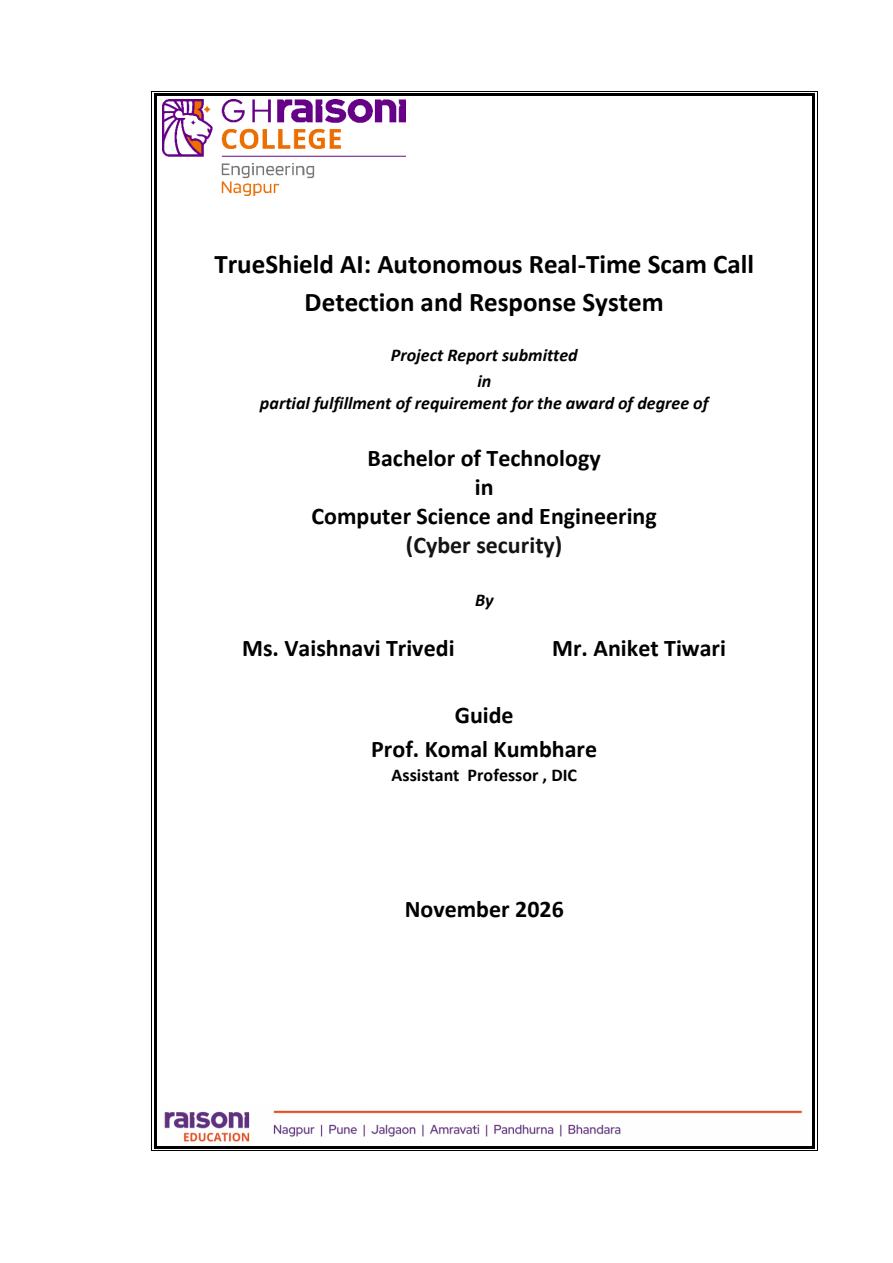 GHraisoni
COLLEGE
Engineering
Nagpur
TrueShield AI: Autonomous Real-Time Scam Call
Detection and Response System
Project Report submitted
in
partial fulfillment of requirement for the award of degree of
Bachelor of Technology
in
Computer Science and Engineering
(Cyber security)
By
Ms. Vaishnavi Trivedi Mr. Aniket Tiwari
Guide
Prof. Komal Kumbhare
Assistant Professor , DIC
November 2026
raisoni
EDUCATION
Nagpur | Pune | Jalgaon | Amravati | Pandhurna | Bhandara